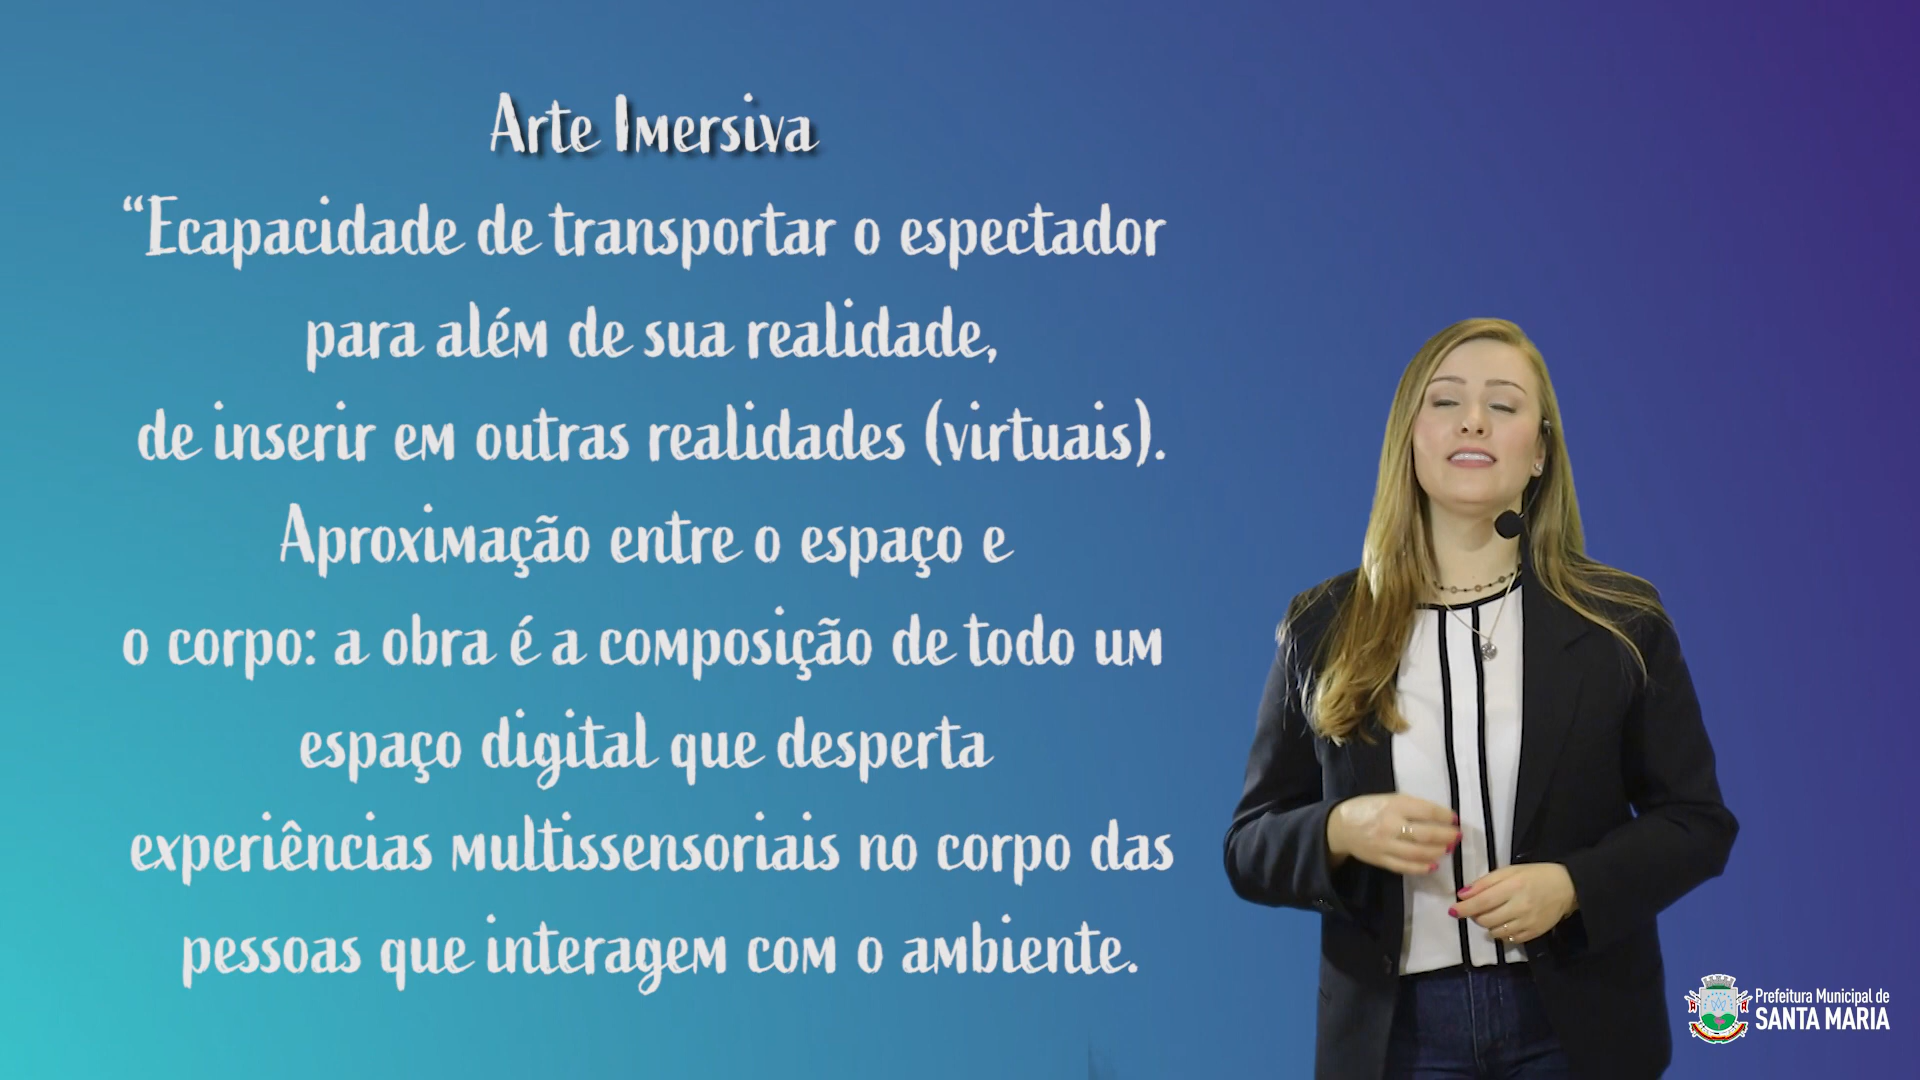 Arte Imersiva
“Ecapacidade de transportar o espectador
para além de sua realidade,
de inserir em outras realidades (virtuais).
Aproximação entre o espaço e
o corpo: a obra é a composição de todo um
espaço digital que desperta
experiências multissensoriais no corpo das
pessoas que interagem com o ambiente.
Prefeitura Municipal de
SANTA MARIA